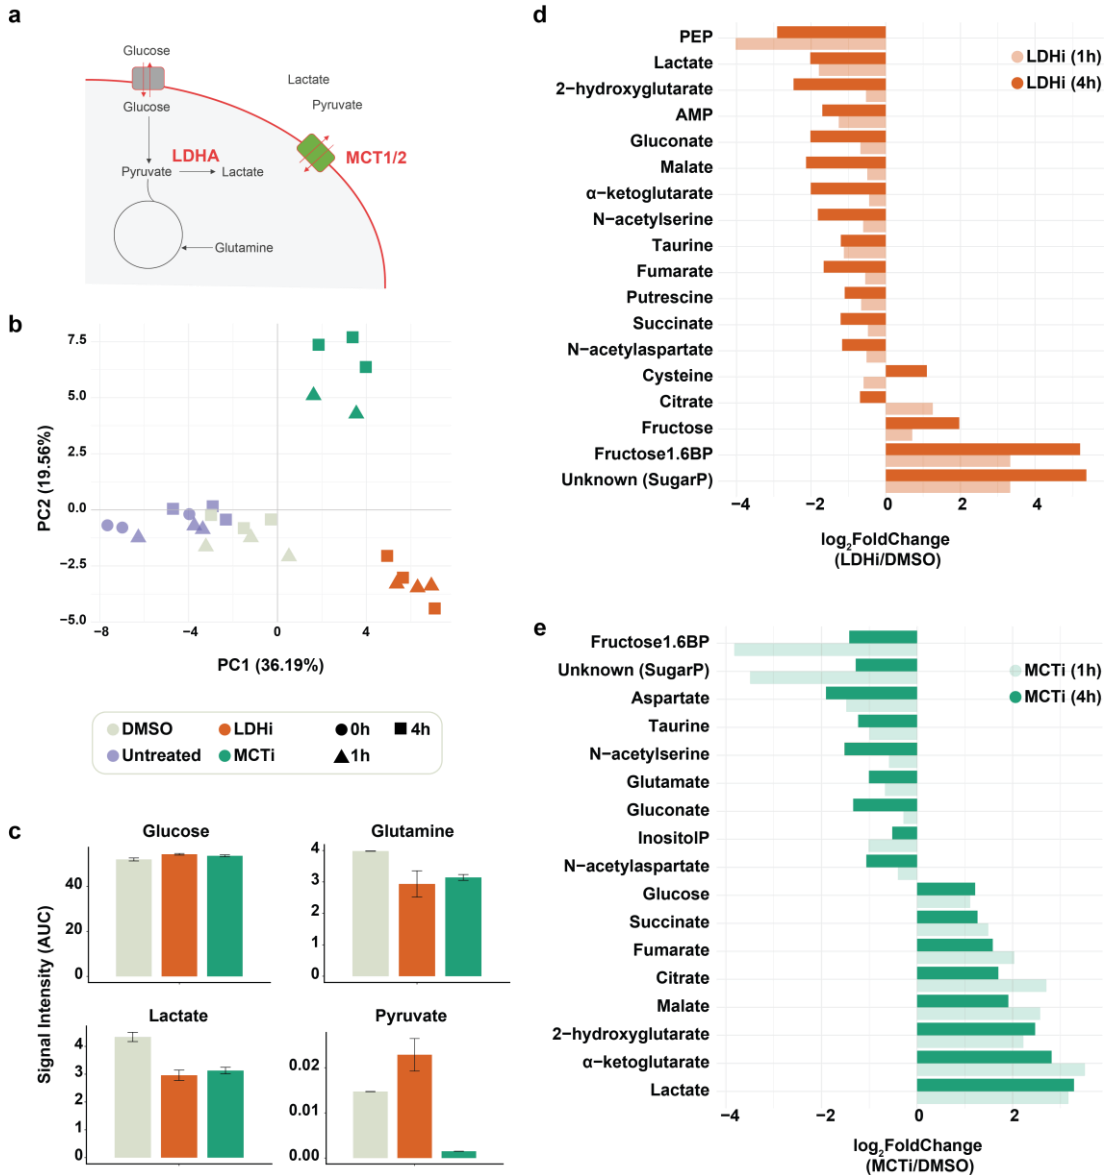 a
Glucose
Glucose
Pyruvate
LDHA
Lactate
Glutamine
Lactate
Pyruvate
MCT1/2
b
PC2 (19.56%)
7.5
5.0
2.5
0.0
−2.5
−5.0
−8
−4
0
4
PC1 (36.19%)
DMSO
LDHi
0h
4h
Untreated
MCTi
1h
c
Signal Intensity (AUC)
Glucose
40
20
0
Glutamine
4
3
2
1
0
Lactate
4
3
2
1
0
Pyruvate
0.02
0.01
0.00
d
PEP
Lactate
2−hydroxyglutarate
AMP
Gluconate
Malate
α−ketoglutarate
N−acetylserine
Taurine
Fumarate
Putrescine
Succinate
N−acetylaspartate
Cysteine
Citrate
Fructose
Fructose1.6BP
Unknown (SugarP)
LDHi (1h)
LDHi (4h)
−4
−2
0
2
4
log₂FoldChange
(LDHi/DMSO)
e
Fructose1.6BP
Unknown (SugarP)
Aspartate
Taurine
N−acetylserine
Glutamate
Gluconate
InositolP
N−acetylaspartate
Glucose
Succinate
Fumarate
Citrate
Malate
2−hydroxyglutarate
α−ketoglutarate
Lactate
MCTi (1h)
MCTi (4h)
−4
−2
0
2
log₂FoldChange
(MCTi/DMSO)